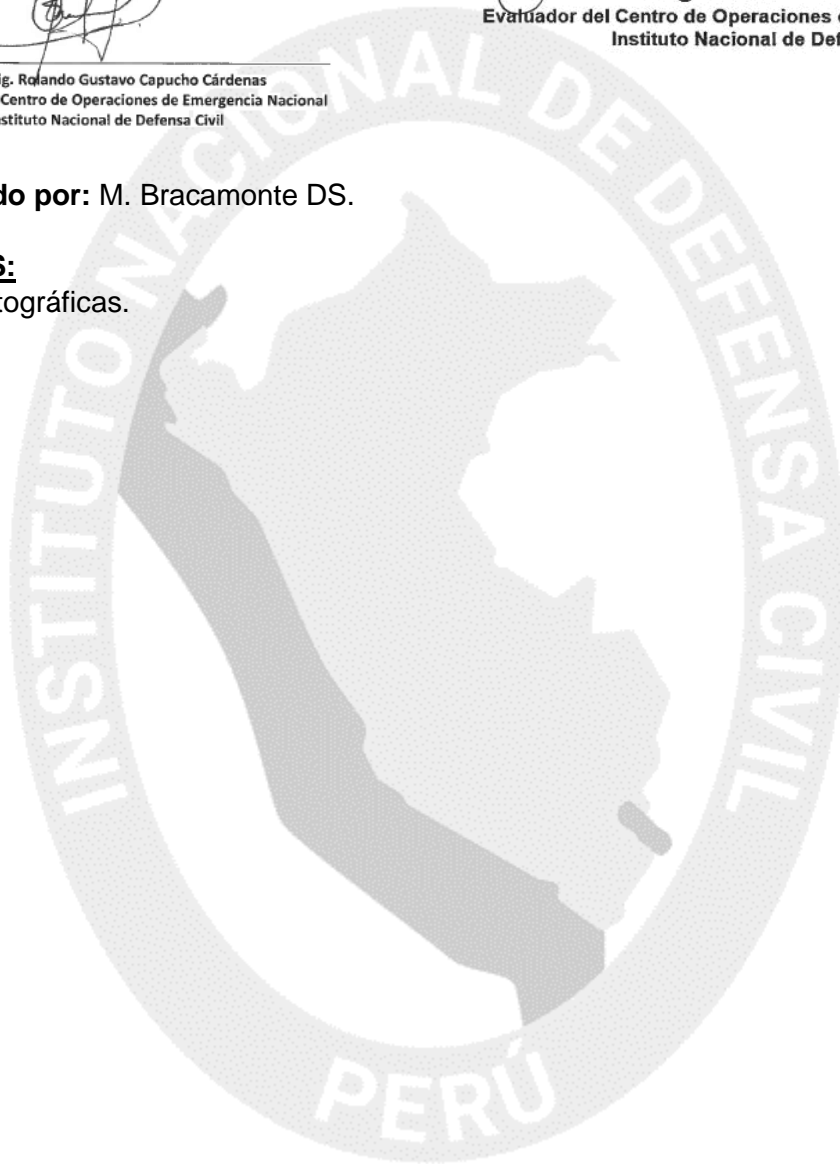 Evaluador del Centro de Operaciones
Instituto Nacional de Def
ig. Rolando Gustavo Capucho Cárdenas
Centro de Operaciones de Emergencia Nacional
stituto Nacional de Defensa Civil
do por: M. Bracamonte DS.
S:
tográficas.
INSTITUTO NACIONAL DE DEFENSA CIVIL
PERÚ